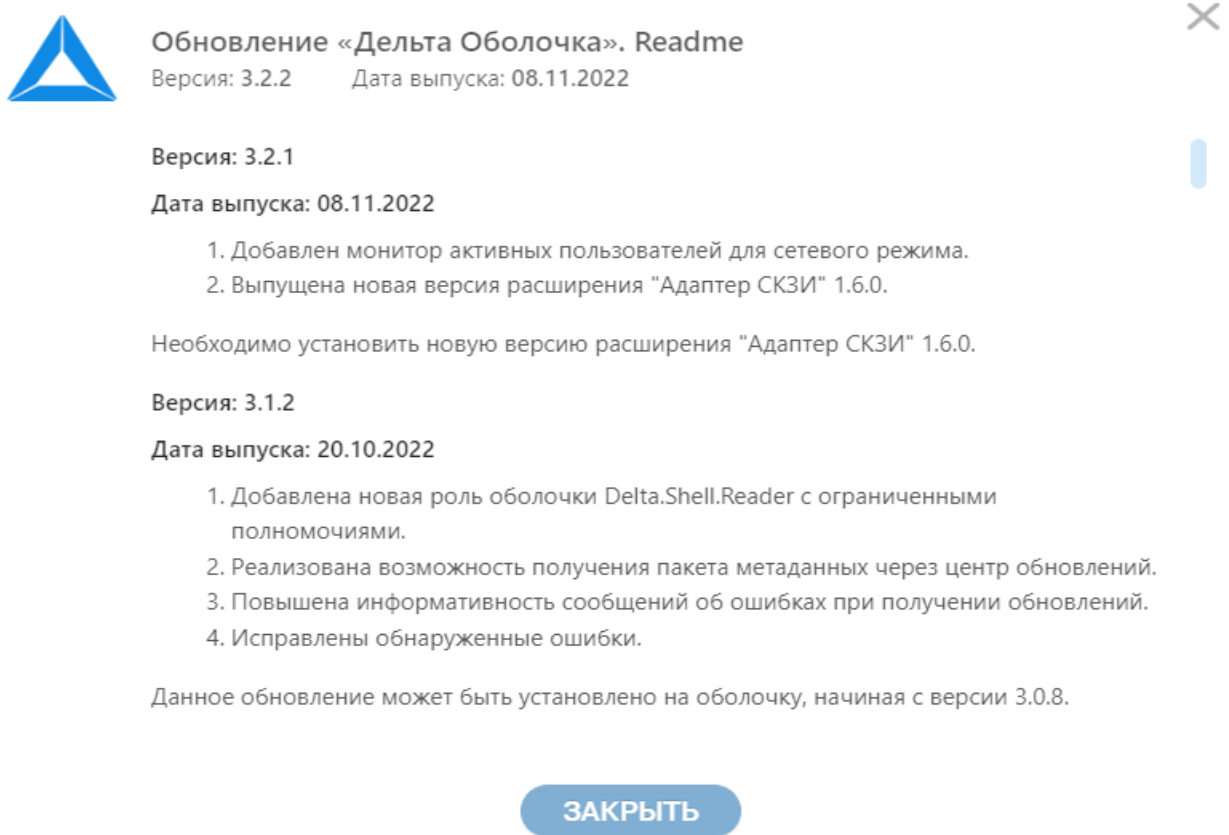 Обновление «Дельта Оболочка». Readme
Версия: 3.2.2 Дата выпуска: 08.11.2022
Версия: 3.2.1
Дата выпуска: 08.11.2022
1. Добавлен монитор активных пользователей для сетевого режима.
2. Выпущена новая версия расширения "Адаптер СКЗИ" 1.6.0.
Необходимо установить новую версию расширения "Адаптер СКЗИ" 1.6.0.
Версия: 3.1.2
Дата выпуска: 20.10.2022
1. Добавлена новая роль оболочки Delta.Shell.Reader с ограниченными
полномочиями.
2. Реализована возможность получения пакета метаданных через центр обновлений.
3. Повышена информативность сообщений об ошибках при получении обновлений.
4. Исправлены обнаруженные ошибки.
Данное обновление может быть установлено на оболочку, начиная с версии 3.0.8.
ЗАКРЫТЬ